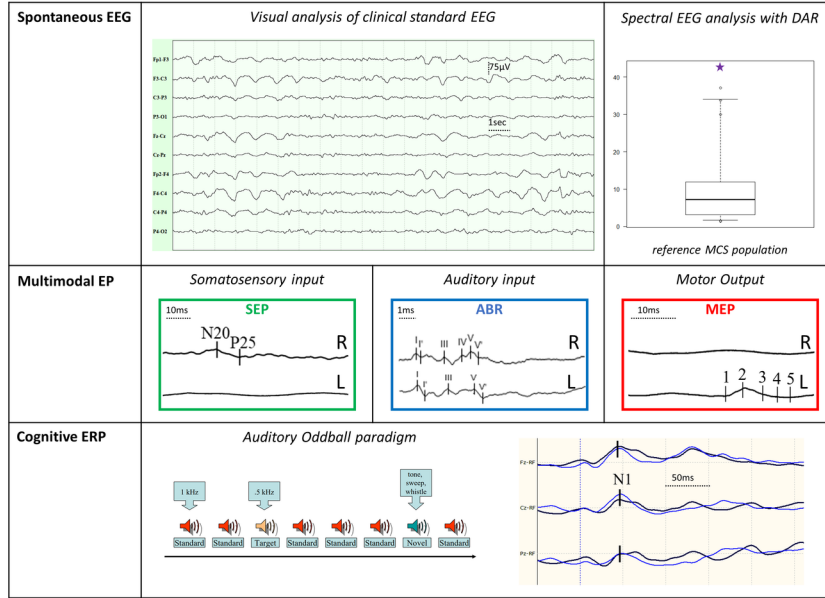 Spontaneous EEG
Visual analysis of clinical standard EEG
Spectral EEG analysis with DAR
Fp1-F3
F3-C3
C3-P3
P3-O1
Fz-Cz
Cz-Pz
Fp2-F4
F4-C4
C4-P4
P4-O2
75µV
1sec
40
30
20
10
0
reference MCS population
Multimodal EP
Somatosensory input
Auditory input
Motor Output
SEP
10ms
N20
P25
R
L
ABR
1ms
I I' III IV V V'
R
I I' III V V'
L
MEP
10ms
R
1 2 3 4 5
L
Cognitive ERP
Auditory Oddball paradigm
1 kHz
.5 kHz
tone,
sweep,
whistle
Standard Standard Target Standard Standard Standard Novel Standard
Fz-RF
N1
50ms
Cz-RF
Pz-RF